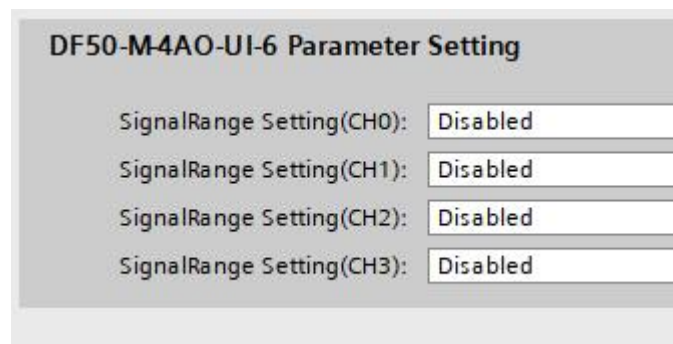 DF50-M-4AO-UI-6 Parameter Setting
SignalRange Setting(CH0): Disabled
SignalRange Setting(CH1): Disabled
SignalRange Setting(CH2): Disabled
SignalRange Setting(CH3): Disabled